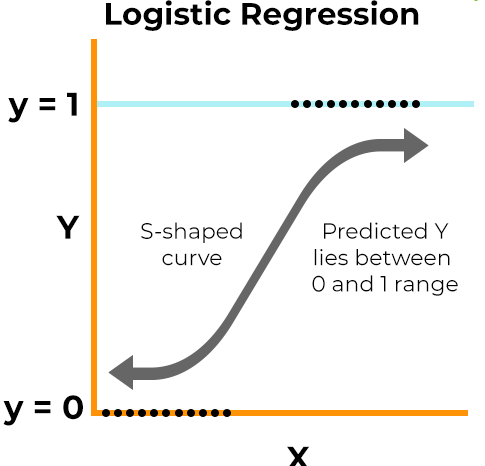 Logistic Regression
y = 1
Y
S-shaped
curve
Predicted Y
lies between
0 and 1 range
y = 0
X